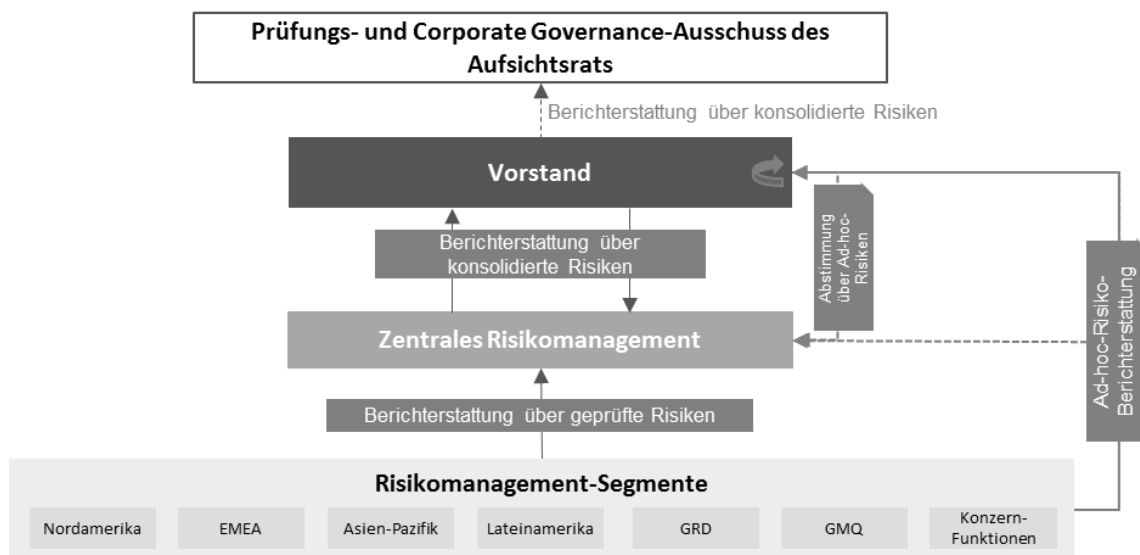 Prüfungs- und Corporate Governance-Ausschuss des
Aufsichtsrats
Berichterstattung über konsolidierte Risiken
Vorstand
Berichterstattung über
konsolidierte Risiken
Abstimmung
über Ad-hoc-
Risiken
Ad-hoc-Risiko-
Berichterstattung
Zentrales Risikomanagement
Berichterstattung über geprüfte Risiken
Risikomanagement-Segmente
Nordamerika
EMEA
Asien-Pazifik
Lateinamerika
GRD
GMQ
Konzern-
Funktionen